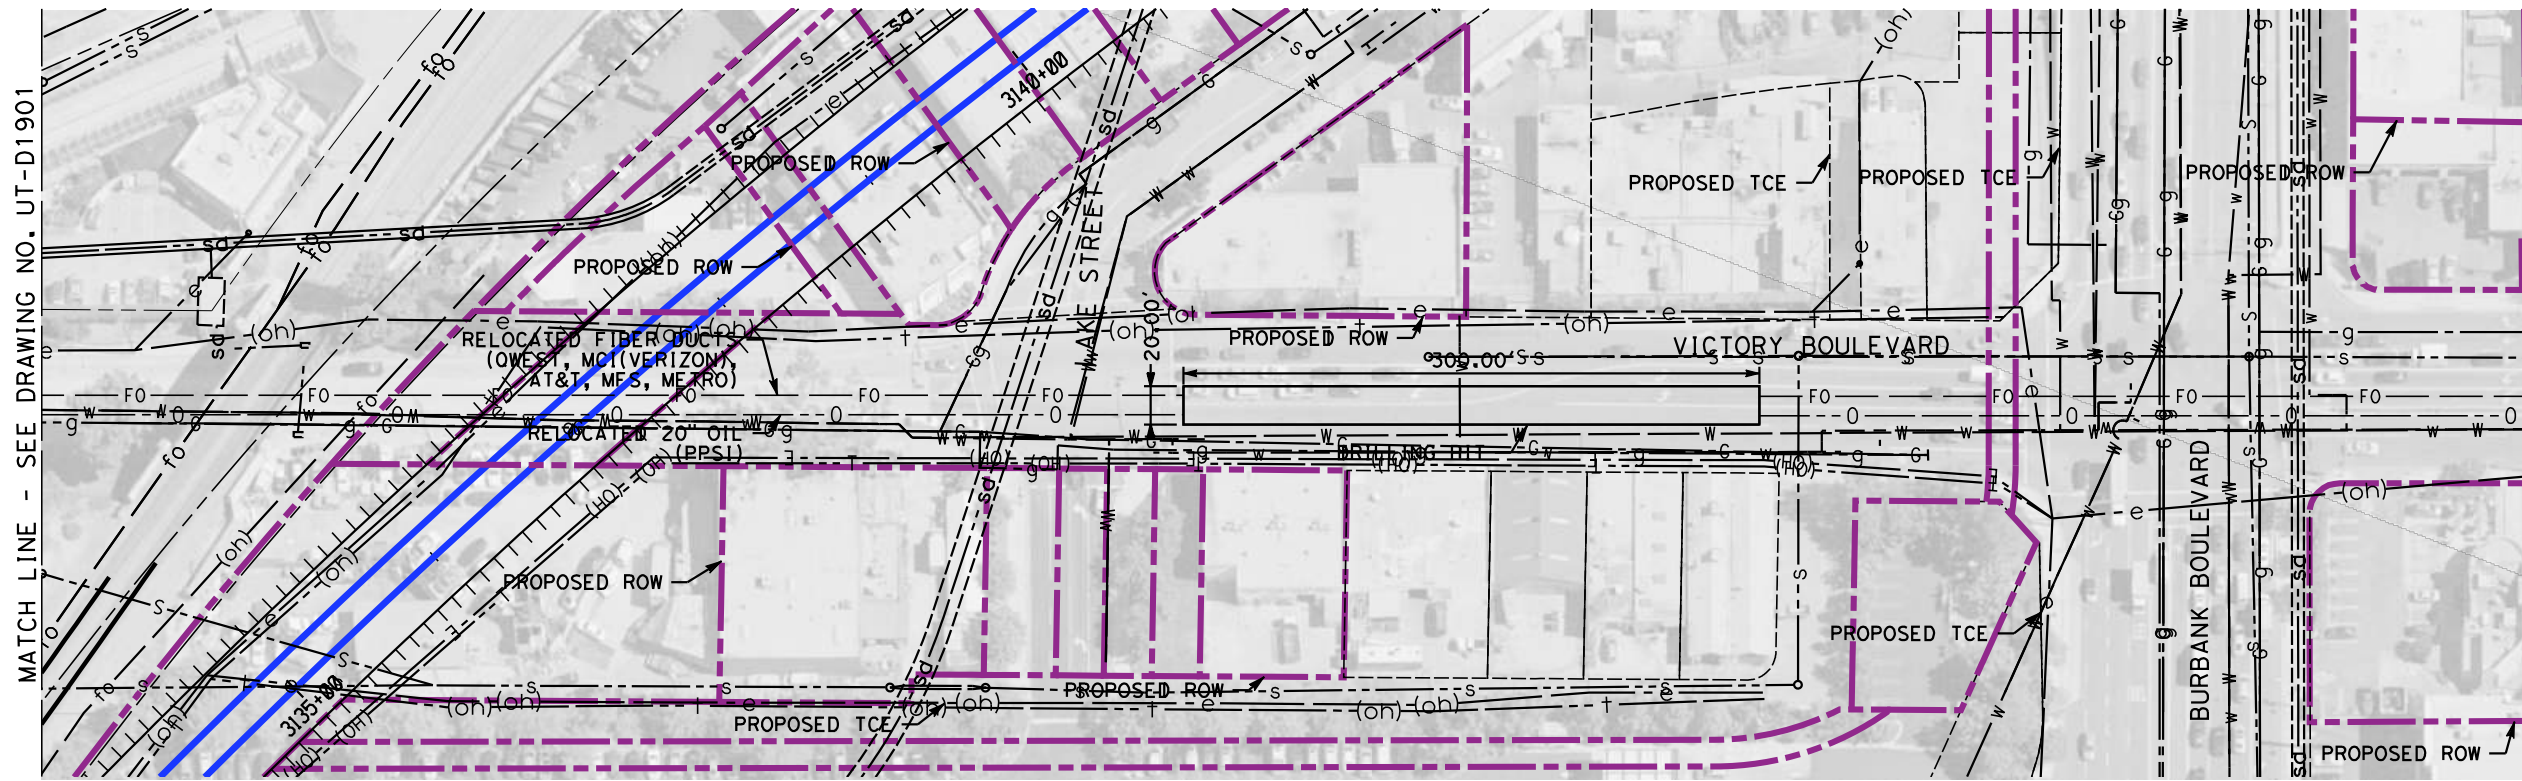 MATCH LINE - SEE DRAWING NO. UT-D1901
3140+00
PROPOSED ROW
PROPOSED ROW
LAKE STREET
PROPOSED TCE
PROPOSED TCE
PROPOSED ROW
PROPOSED ROW
VICTORY BOULEVARD
RELOCATED FIBER DUCTS
(QWEST, MCI(VERIZON),
AT&T, MFS, METRO)
20.00'
300.00'
RELOCATED 20" OIL
(PPSI)
DRILLING HIT
BURBANK BOULEVARD
PROPOSED ROW
PROPOSED TCE
PROPOSED ROW
3135+00
PROPOSED TCE
PROPOSED ROW